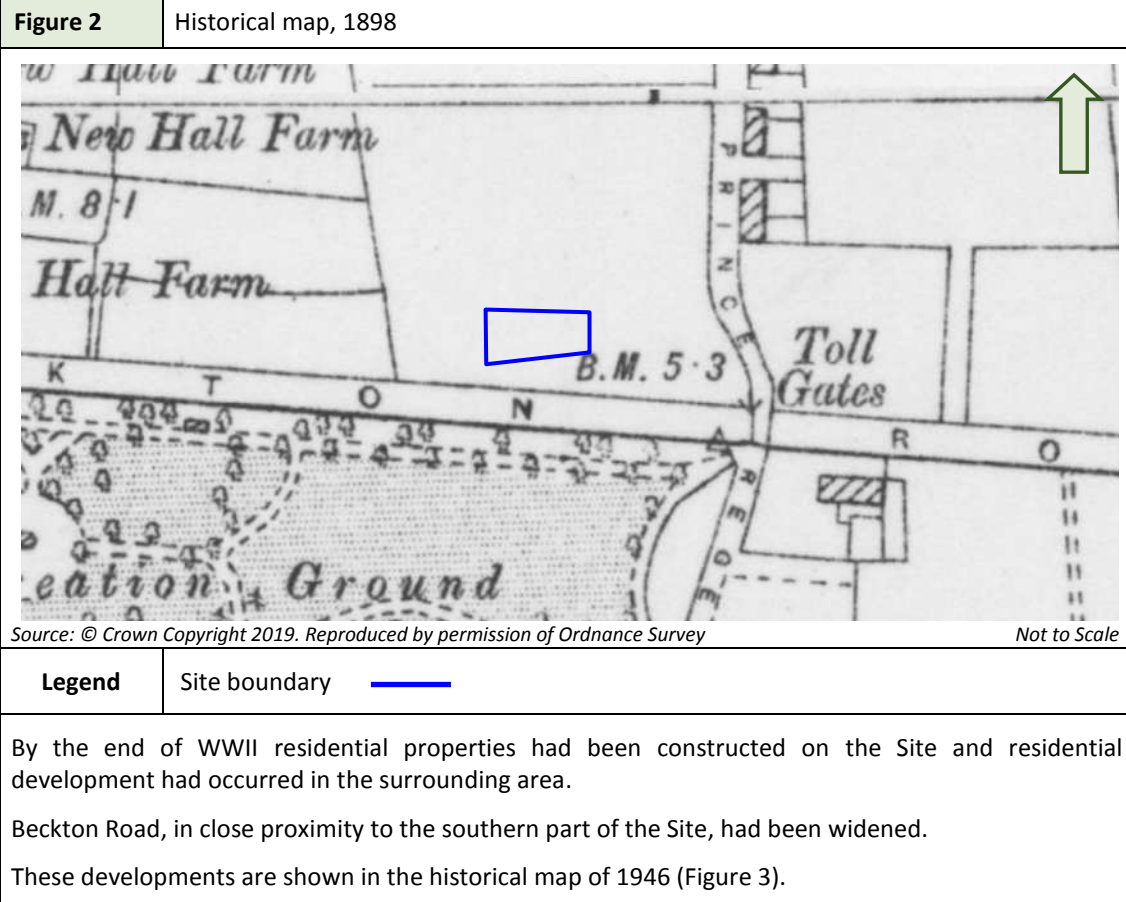 Figure 2
Historical map, 1898
w Hall Farm
New Hall Farm
M. 8·1
Hall Farm
PRINCE
B.M. 5·3
Toll
Gates
K T O N R O
REGE
eation Ground
Source: © Crown Copyright 2019. Reproduced by permission of Ordnance Survey
Not to Scale
Legend
Site boundary
By the end of WWII residential properties had been constructed on the Site and residential
development had occurred in the surrounding area.
Beckton Road, in close proximity to the southern part of the Site, had been widened.
These developments are shown in the historical map of 1946 (Figure 3).